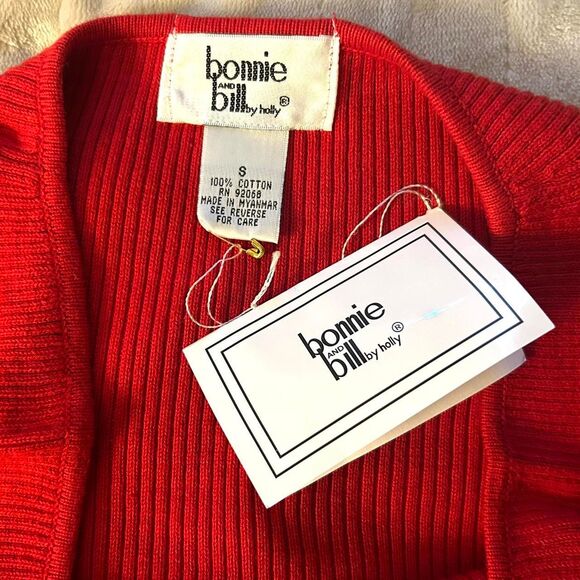 bonnie
AND
bill by holly ®
S
100% COTTON
RN 92068
MADE IN MYANMAR
SEE REVERSE
FOR CARE
bonnie
AND
bill by holly ®